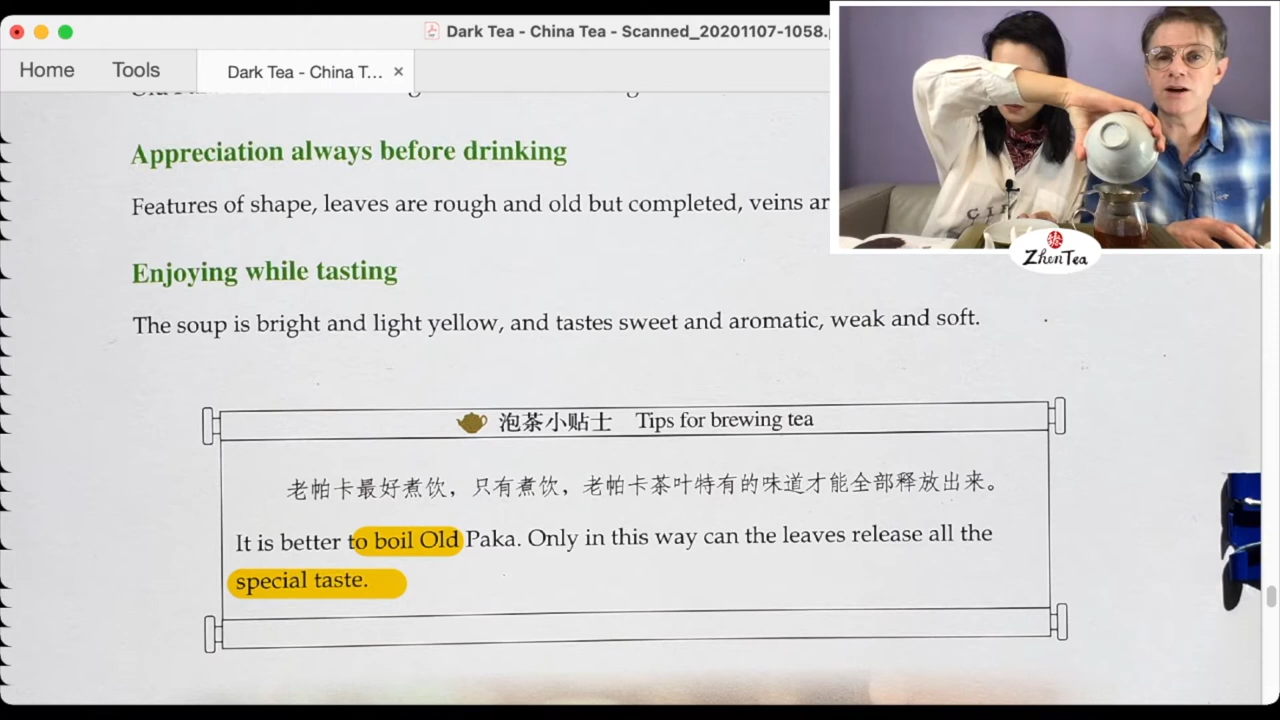 Dark Tea - China Tea - Scanned_20201107-1058.p
Home Tools Dark Tea - China T... ×
Appreciation always before drinking
Features of shape, leaves are rough and old but completed, veins ar
Enjoying while tasting
The soup is bright and light yellow, and tastes sweet and aromatic, weak and soft.
泡茶小贴士 Tips for brewing tea
老帕卡最好煮饮，只有煮饮，老帕卡茶叶特有的味道才能全部释放出来。
It is better to boil Old Paka. Only in this way can the leaves release all the
special taste.
ZhenTea